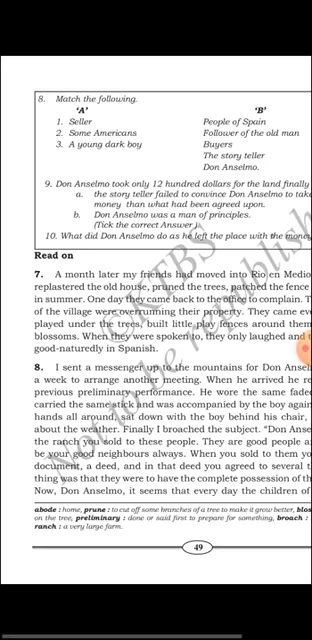 8. Match the following.
‘A’ ‘B’
1. Seller People of Spain
2. Some Americans Follower of the old man
3. A young dark boy Buyers
The story teller
Don Anselmo.
9. Don Anselmo took only 12 hundred dollars for the land finally
a. the story teller failed to convince Don Anselmo to take
money than what had been agreed upon.
b. Don Anselmo was a man of principles.
(Tick the correct Answer)
10. What did Don Anselmo do as he left the place with the money
Read on
7. A month later my friends had moved into Rio en Medio
replastered the old house, pruned the trees, patched the fence
in summer. One day they came back to the office to complain. T
of the village were overrunning their property. They came eve
played under the trees, built little play fences around them
blossoms. When they were spoken to, they only laughed and
good-naturedly in Spanish.
8. I sent a messenger up to the mountains for Don Ansel
a week to arrange another meeting. When he arrived he re
previous preliminary performance. He wore the same fade
carried the same stick and was accompanied by the boy again
hands all around, sat down with the boy behind his chair,
about the weather. Finally I broached the subject. “Don Anse
the ranch you sold to these people. They are good people a
be your good neighbours always. When you sold to them yo
document, a deed, and in that deed you agreed to several t
thing was that they were to have the complete possession of th
Now, Don Anselmo, it seems that every day the children of
abode : home, prune : to cut off some branches of a tree to make it grow better, blos
on the tree, preliminary : done or said first to prepare for something, broach :
ranch : a very large farm.
49
©KTBS
Not to be republish